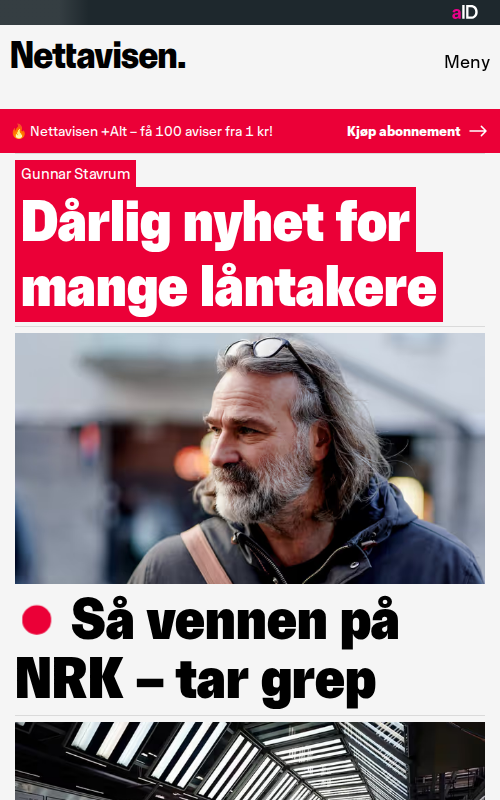 aID
Nettavisen.
Meny
🔥 Nettavisen +Alt – få 100 aviser fra 1 kr!
Kjøp abonnement →
Gunnar Stavrum
Dårlig nyhet for
mange låntakere
Så vennen på
NRK – tar grep